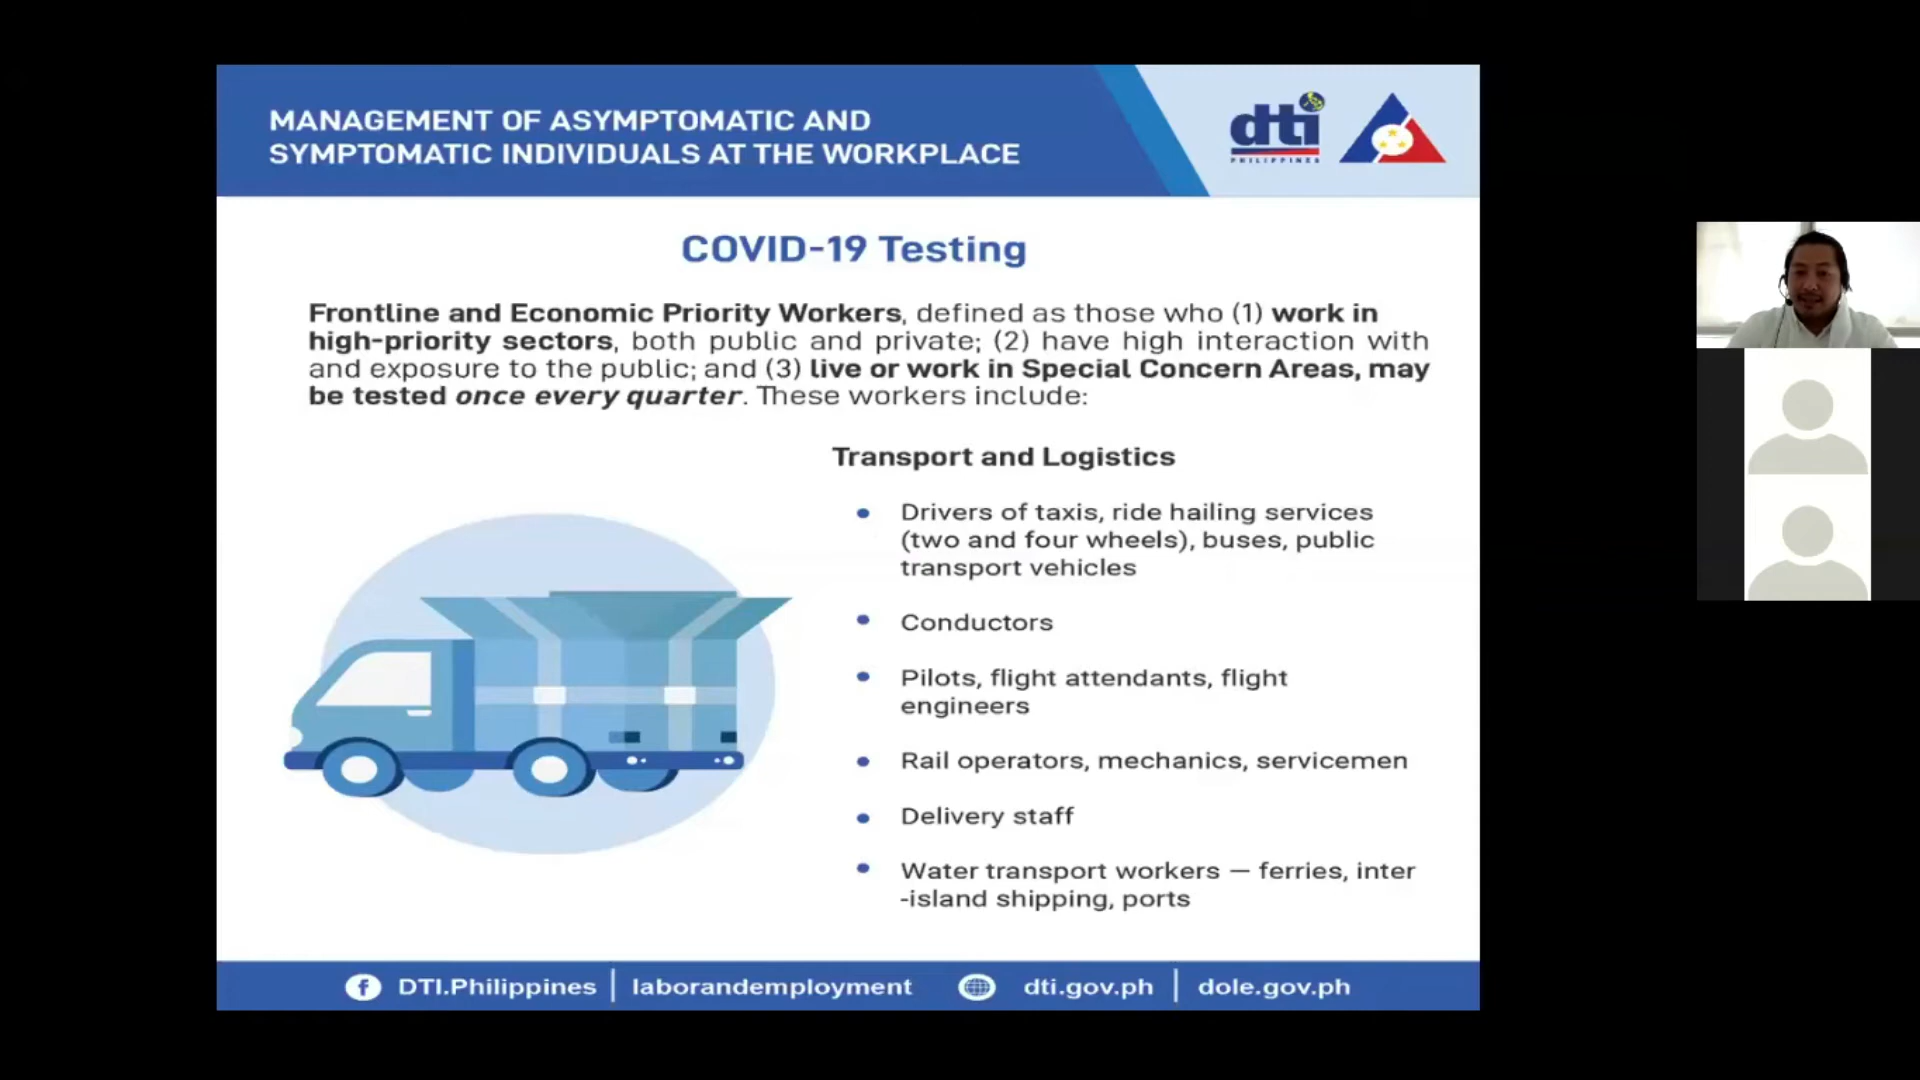 MANAGEMENT OF ASYMPTOMATIC AND
SYMPTOMATIC INDIVIDUALS AT THE WORKPLACE
dti
PHILIPPINES
COVID-19 Testing
Frontline and Economic Priority Workers, defined as those who (1) work in
high-priority sectors, both public and private; (2) have high interaction with
and exposure to the public; and (3) live or work in Special Concern Areas, may
be tested once every quarter. These workers include:
Transport and Logistics
• Drivers of taxis, ride hailing services
(two and four wheels), buses, public
transport vehicles
• Conductors
• Pilots, flight attendants, flight
engineers
• Rail operators, mechanics, servicemen
• Delivery staff
• Water transport workers — ferries, inter
-island shipping, ports
DTI.Philippines | laborandemployment dti.gov.ph | dole.gov.ph